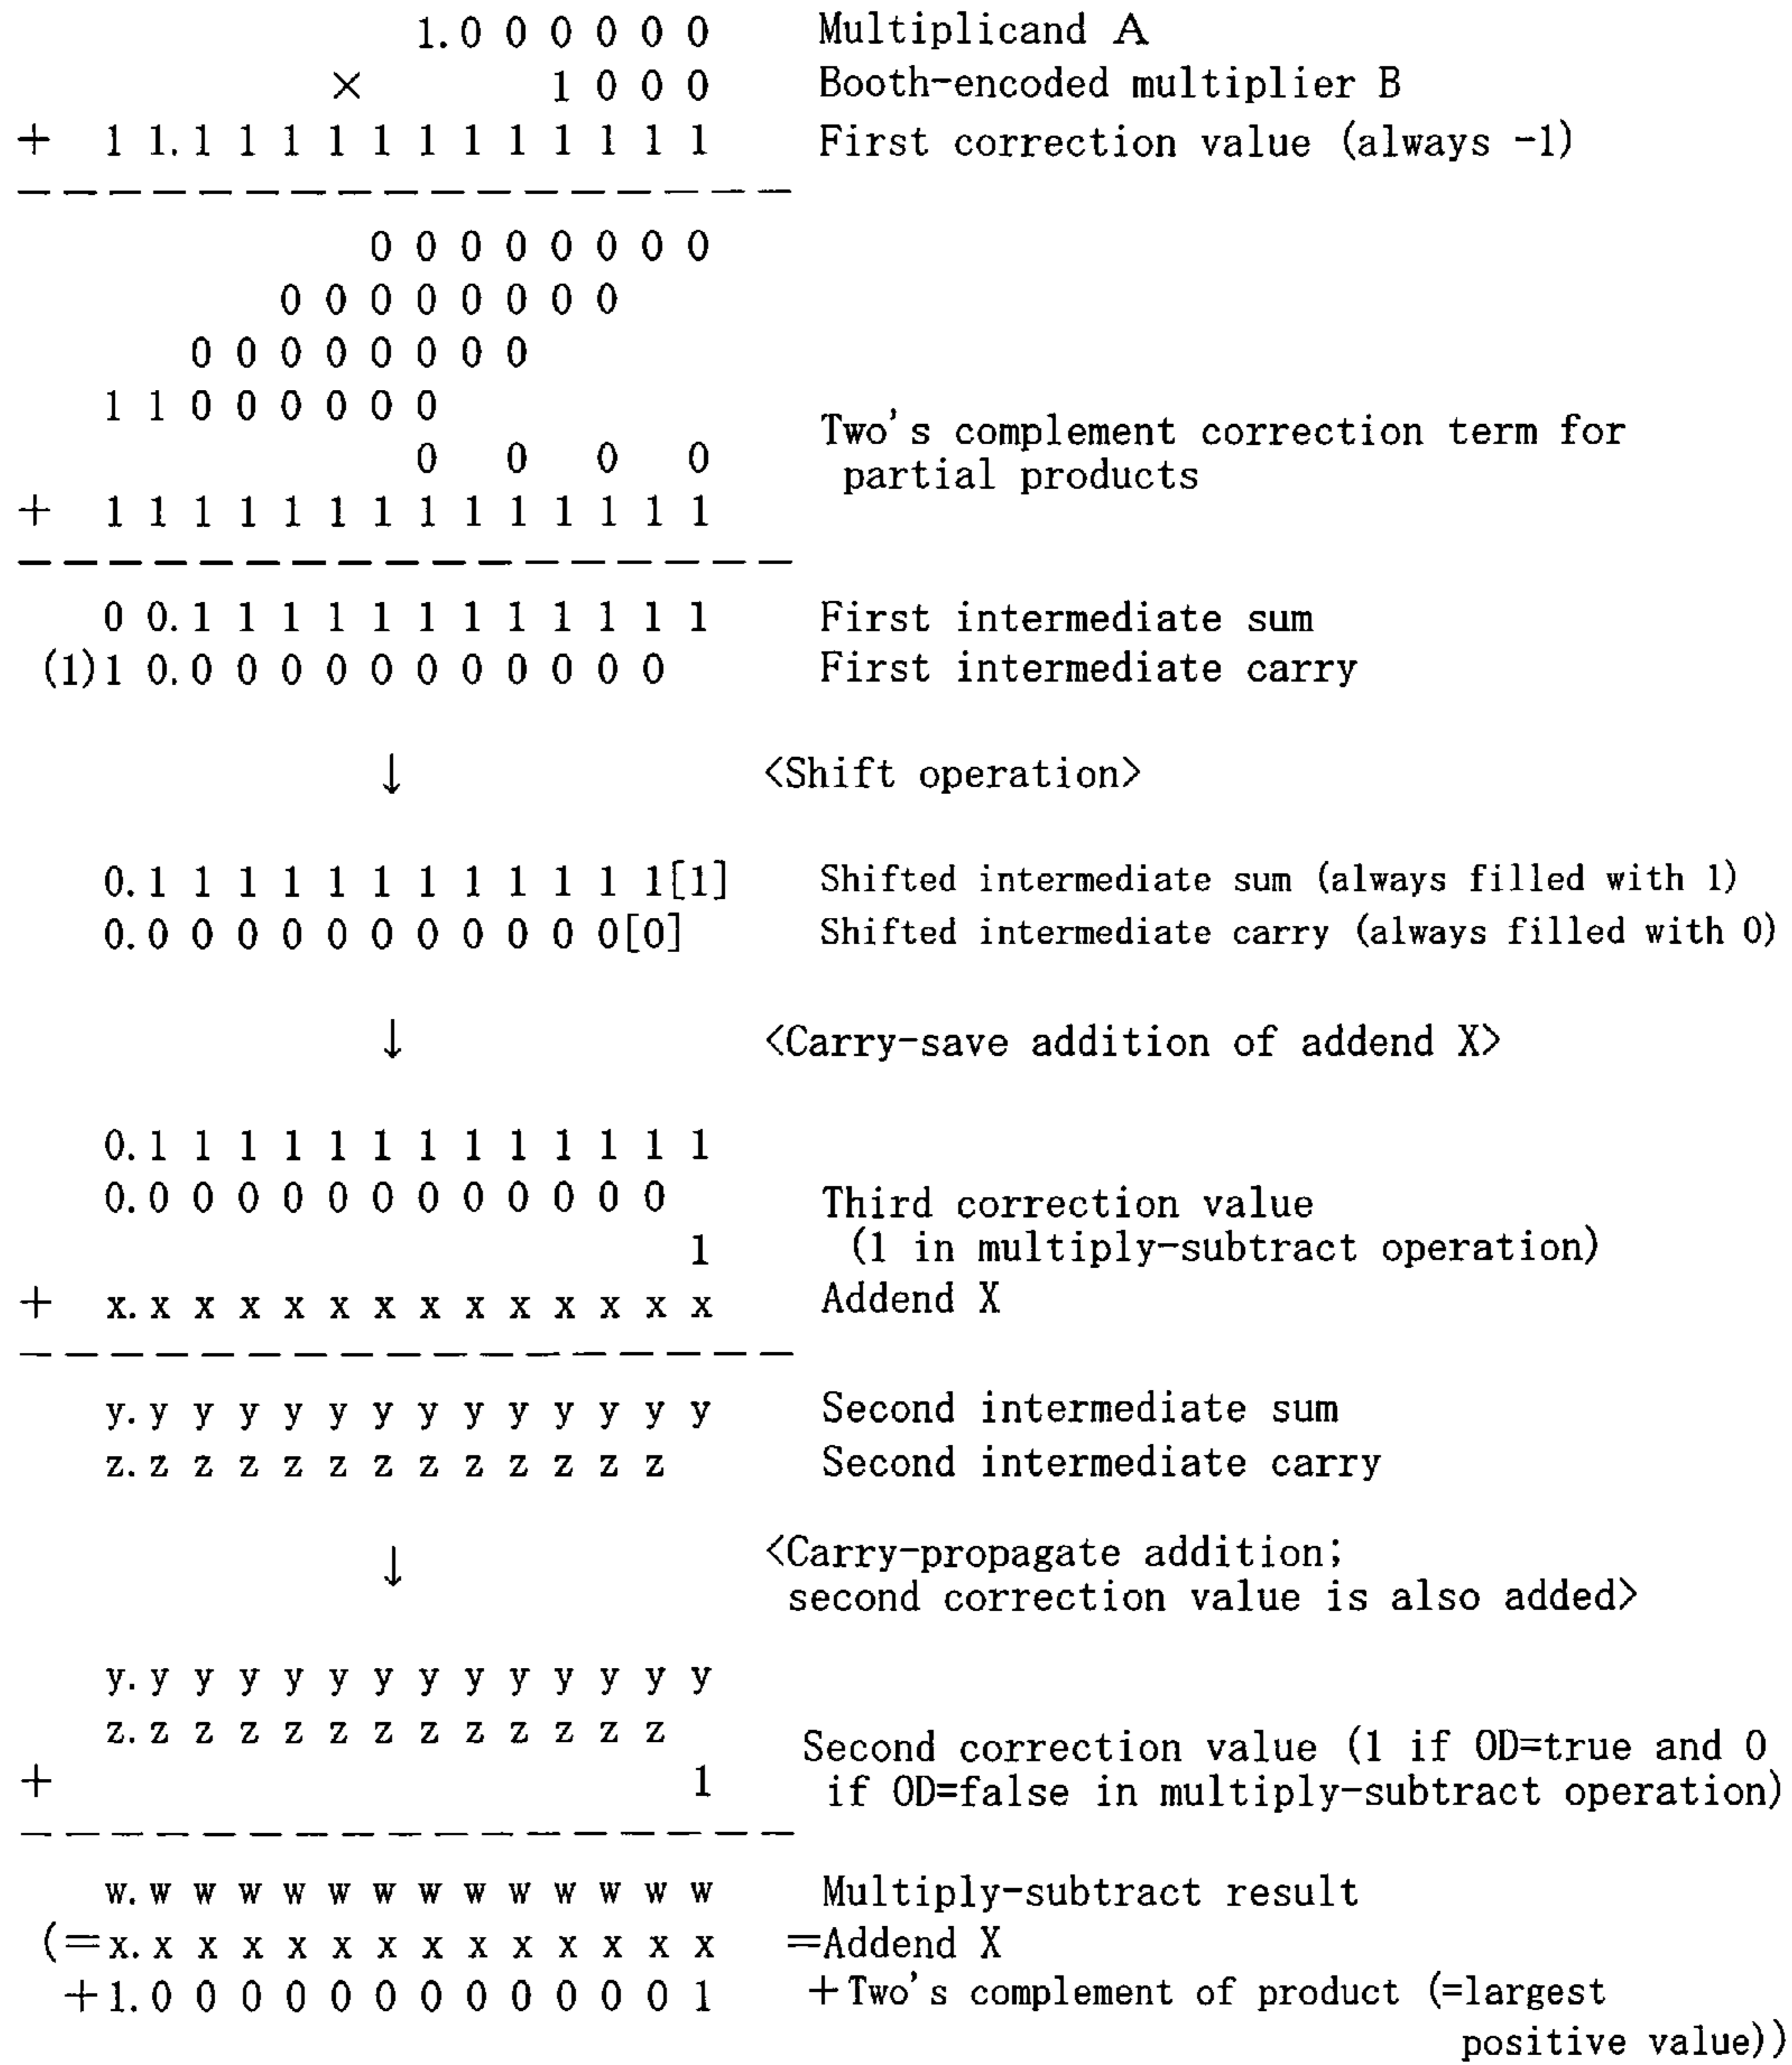 1. 0 0 0 0 0 0 Multiplicand A
× 1 0 0 0 Booth-encoded multiplier B
+ 1 1. 1 1 1 1 1 1 1 1 1 1 1 1 First correction value (always -1)
0 0 0 0 0 0 0 0
0 0 0 0 0 0 0 0
0 0 0 0 0 0 0 0
1 1 0 0 0 0 0 0
Two's complement correction term for
0 0 0 0
partial products
+ 1 1 1 1 1 1 1 1 1 1 1 1 1 1
0 0. 1 1 1 1 1 1 1 1 1 1 1 1 First intermediate sum
(1) 1 0. 0 0 0 0 0 0 0 0 0 0 0 First intermediate carry
↓ <Shift operation>
0. 1 1 1 1 1 1 1 1 1 1 1 1 [1] Shifted intermediate sum (always filled with 1)
0. 0 0 0 0 0 0 0 0 0 0 0 [0] Shifted intermediate carry (always filled with 0)
↓ <Carry-save addition of addend X>
0. 1 1 1 1 1 1 1 1 1 1 1 1 1
0. 0 0 0 0 0 0 0 0 0 0 0 0 Third correction value
1 (1 in multiply-subtract operation)
+ x. x x x x x x x x x x x x x Addend X
y. y y y y y y y y y y y y y Second intermediate sum
z. z z z z z z z z z z z z Second intermediate carry
↓ <Carry-propagate addition;
second correction value is also added>
y. y y y y y y y y y y y y y
z. z z z z z z z z z z z z
Second correction value (1 if OD=true and 0
+ 1 if OD=false in multiply-subtract operation)
w. w w w w w w w w w w w w w Multiply-subtract result
(=x. x x x x x x x x x x x x x =Addend X
+1. 0 0 0 0 0 0 0 0 0 0 0 0 1 +Two's complement of product (=largest
positive value))